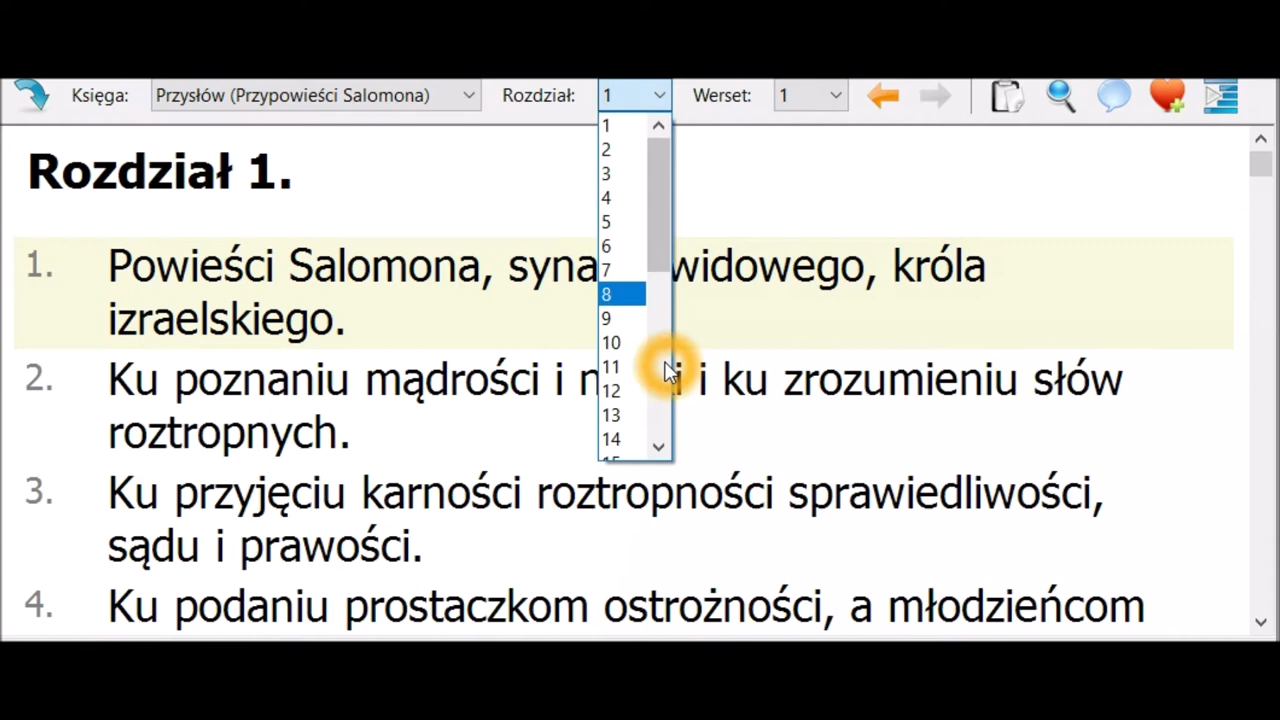 Księga: Przysłów (Przypowieści Salomona) Rozdział: 1 Werset: 1
1
2
3
4
5
6
7
8
9
10
11
12
13
14
Rozdział 1.
1. Powieści Salomona, syna widowego, króla
izraelskiego.
2. Ku poznaniu mądrości i n i i ku zrozumieniu słów
roztropnych.
3. Ku przyjęciu karności roztropności sprawiedliwości,
sądu i prawości.
4. Ku podaniu prostaczkom ostrożności, a młodzieńcom